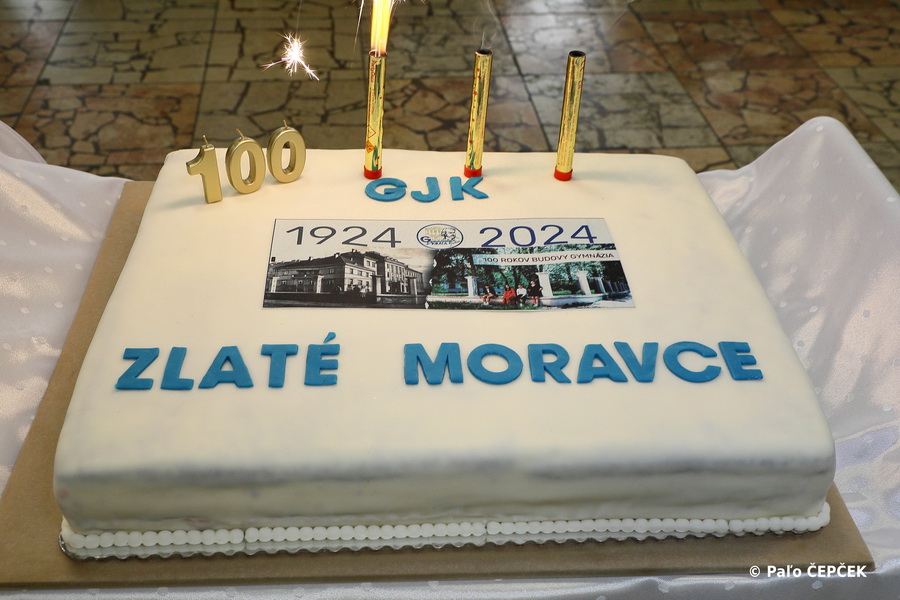 100
GJK
1924 2024
100 ROKOV BUDOVY GYMNÁZIA
ZLATÉ MORAVCE
© Paľo ČEPČEK